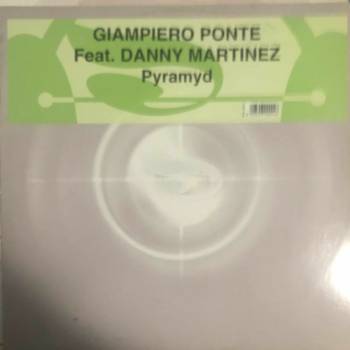 GIAMPIERO PONTE
Feat. DANNY MARTINEZ
Pyramyd